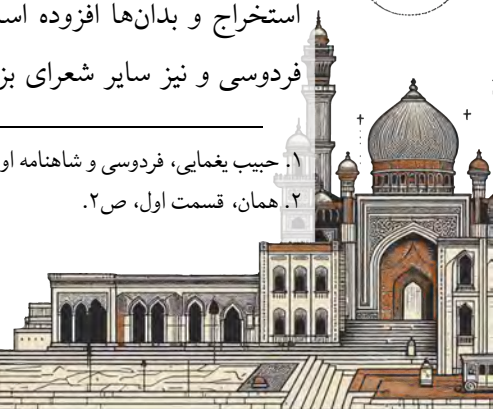 استخراج و بدان‌ها افزوده اس
فردوسی و نیز سایر شعرای بز
۱. حبیب یغمایی، فردوسی و شاهنامه او
۲. همان، قسمت اول، ص۲.